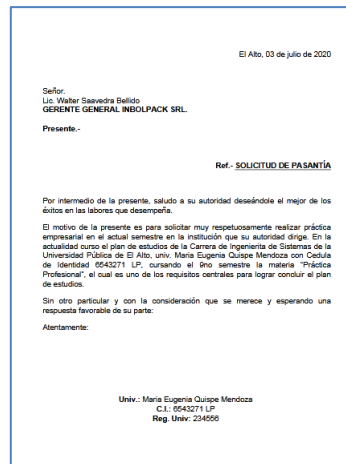 El Alto, 03 de julio de 2020
Señor.
Lic. Walter Saavedra Bellido
GERENTE GENERAL INBOLPACK SRL.
Presente.-
Ref.- SOLICITUD DE PASANTÍA
Por intermedio de la presente, saludo a su autoridad deseándole el mejor de los
éxitos en las labores que desempeña.
El motivo de la presente es para solicitar muy respetuosamente realizar práctica
empresarial en el actual semestre en la institución que su autoridad dirige. En la
actualidad curso el plan de estudios de la Carrera de Ingenierita de Sistemas de la
Universidad Pública de El Alto, univ. Maria Eugenia Quispe Mendoza con Cedula
de Identidad 6543271 LP, cursando el 9no semestre la materia "Práctica
Profesional", el cual es uno de los requisitos centrales para lograr concluir el plan
de estudios.
Sin otro particular y con la consideración que se merece y esperando una
respuesta favorable de su parte:
Atentamente:
Univ.: Maria Eugenia Quispe Mendoza
C.I.: 6543271 LP
Reg. Univ: 234556